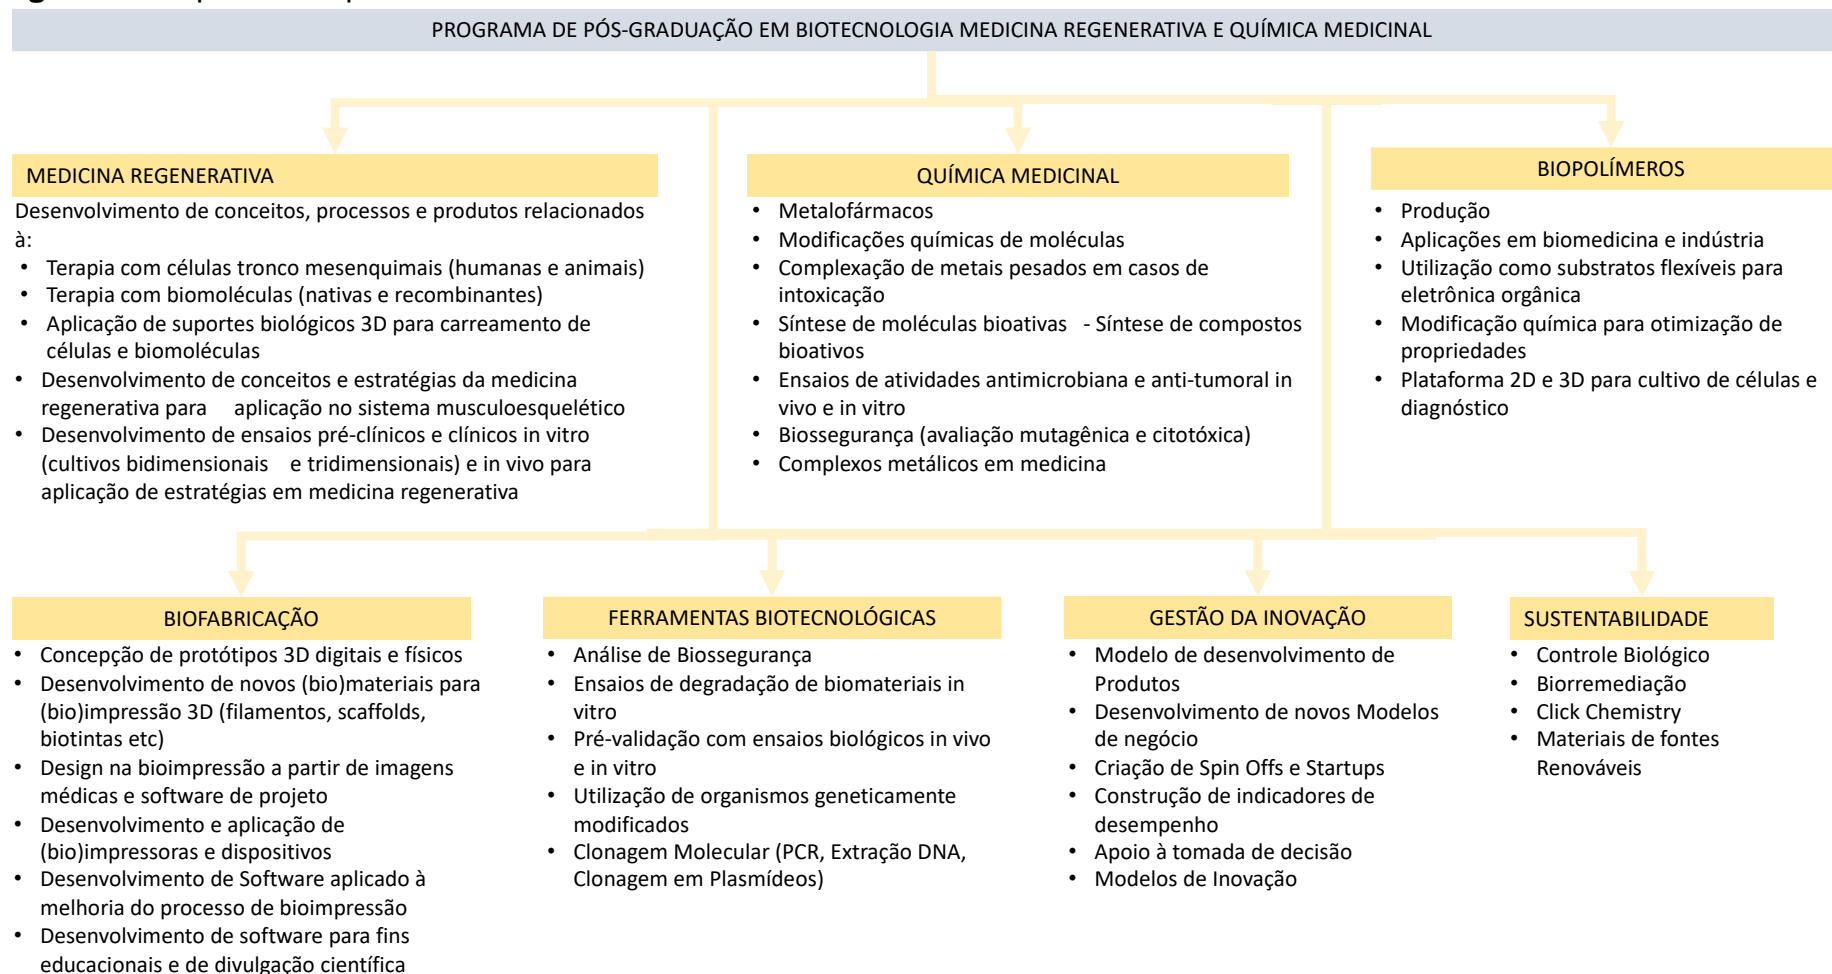 PROGRAMA DE PÓS-GRADUAÇÃO EM BIOTECNOLOGIA MEDICINA REGENERATIVA E QUÍMICA MEDICINAL
MEDICINA REGENERATIVA
Desenvolvimento de conceitos, processos e produtos relacionados
à:
• Terapia com células tronco mesenquimais (humanas e animais)
• Terapia com biomoléculas (nativas e recombinantes)
• Aplicação de suportes biológicos 3D para carreamento de
células e biomoléculas
• Desenvolvimento de conceitos e estratégias da medicina
regenerativa para aplicação no sistema musculoesquelético
• Desenvolvimento de ensaios pré-clínicos e clínicos in vitro
(cultivos bidimensionais e tridimensionais) e in vivo para
aplicação de estratégias em medicina regenerativa
QUÍMICA MEDICINAL
• Metalofármacos
• Modificações químicas de moléculas
• Complexação de metais pesados em casos de
intoxicação
• Síntese de moléculas bioativas - Síntese de compostos
bioativos
• Ensaios de atividades antimicrobiana e anti-tumoral in
vivo e in vitro
• Biossegurança (avaliação mutagênica e citotóxica)
• Complexos metálicos em medicina
BIOPOLÍMEROS
• Produção
• Aplicações em biomedicina e indústria
• Utilização como substratos flexíveis para
eletrônica orgânica
• Modificação química para otimização de
propriedades
• Plataforma 2D e 3D para cultivo de células e
diagnóstico
BIOFABRICAÇÃO
• Concepção de protótipos 3D digitais e físicos
• Desenvolvimento de novos (bio)materiais para
(bio)impressão 3D (filamentos, scaffolds,
biotintas etc)
• Design na bioimpressão a partir de imagens
médicas e software de projeto
• Desenvolvimento e aplicação de
(bio)impressoras e dispositivos
• Desenvolvimento de Software aplicado à
melhoria do processo de bioimpressão
• Desenvolvimento de software para fins
educacionais e de divulgação científica
FERRAMENTAS BIOTECNOLÓGICAS
• Análise de Biossegurança
• Ensaios de degradação de biomateriais in
vitro
• Pré-validação com ensaios biológicos in vivo
e in vitro
• Utilização de organismos geneticamente
modificados
• Clonagem Molecular (PCR, Extração DNA,
Clonagem em Plasmídeos)
GESTÃO DA INOVAÇÃO
• Modelo de desenvolvimento de
Produtos
• Desenvolvimento de novos Modelos
de negócio
• Criação de Spin Offs e Startups
• Construção de indicadores de
desempenho
• Apoio à tomada de decisão
• Modelos de Inovação
SUSTENTABILIDADE
• Controle Biológico
• Biorremediação
• Click Chemistry
• Materiais de fontes
Renováveis